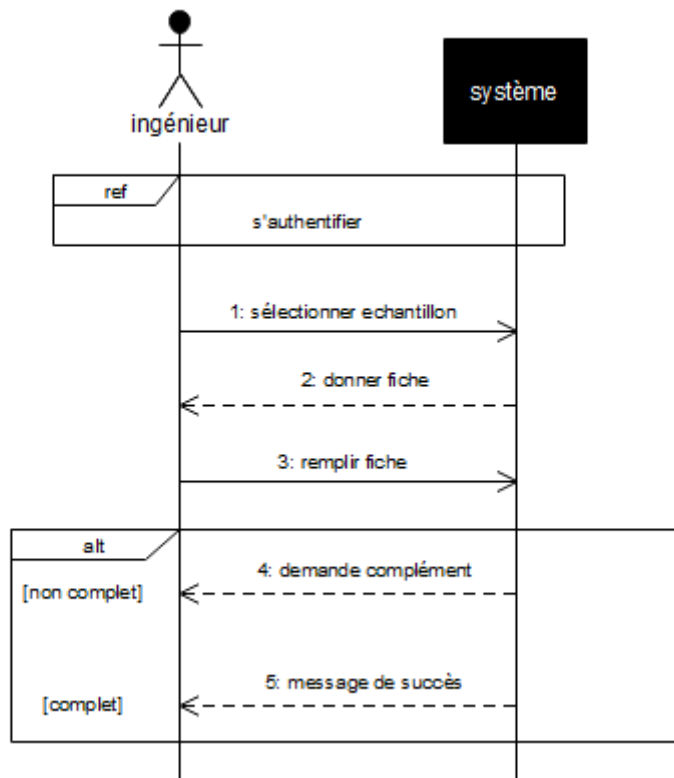 ingénieur
système
ref
s'authentifier
1: sélectionner echantillon
2: donner fiche
3: remplir fiche
alt
4: demande complément
[non complet]
5: message de succès
[complet]